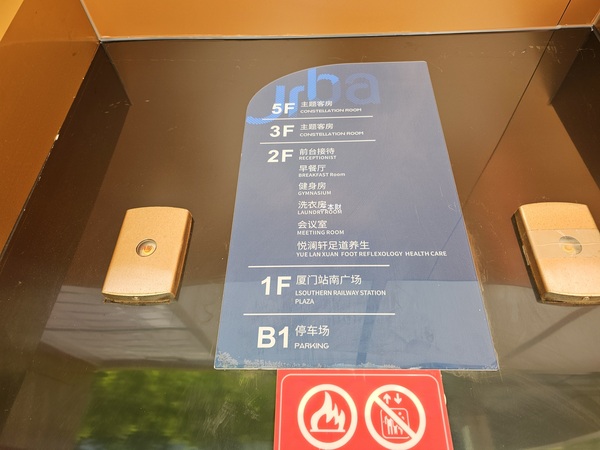 urba
5F 主题客房
CONSTELLATION ROOM
3F 主题客房
CONSTELLATION ROOM
2F 前台接待
RECEPTIONIST
早餐厅
BREAKFAST Room
健身房
GYMNASIUM
洗衣房
LAUNDRY ROOM
会议室
MEETING ROOM
悦澜轩足道养生
YUE LAN XUAN FOOT REFLEXOLOGY HEALTH CARE
1F 厦门站南广场
LSOUTHERN RAILWAY STATION
PLAZA
B1 停车场
PARKING